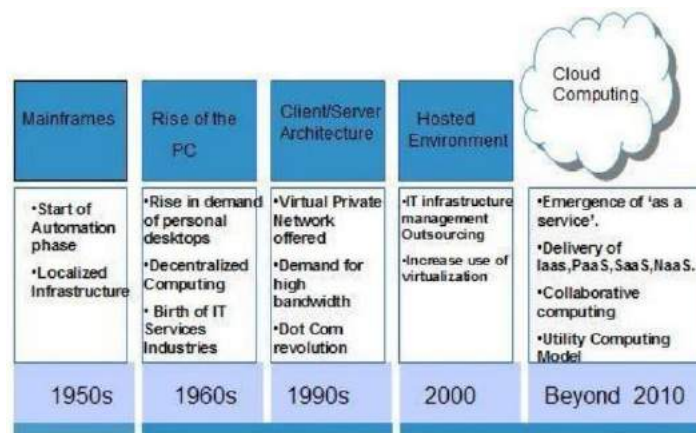 Mainframes
Rise of the
PC
Client/Server
Architecture
Hosted
Environment
Cloud
Computing
•Start of
Automation
phase
•Localized
Infrastructure
•Rise in demand
of personal
desktops
•Decentralized
Computing
• Birth of IT
Services
Industries
•Virtual Private
Network
offered
•Demand for
high
bandwidth
•Dot Com
revolution
•IT infrastructure
management
Outsourcing
•Increase use of
virtualization
•Emergence of 'as a
service'.
•Delivery of
Iaas,PaaS,SaaS,NaaS.
•Collaborative
computing
•Utility Computing
Model
1950s
1960s
1990s
2000
Beyond 2010